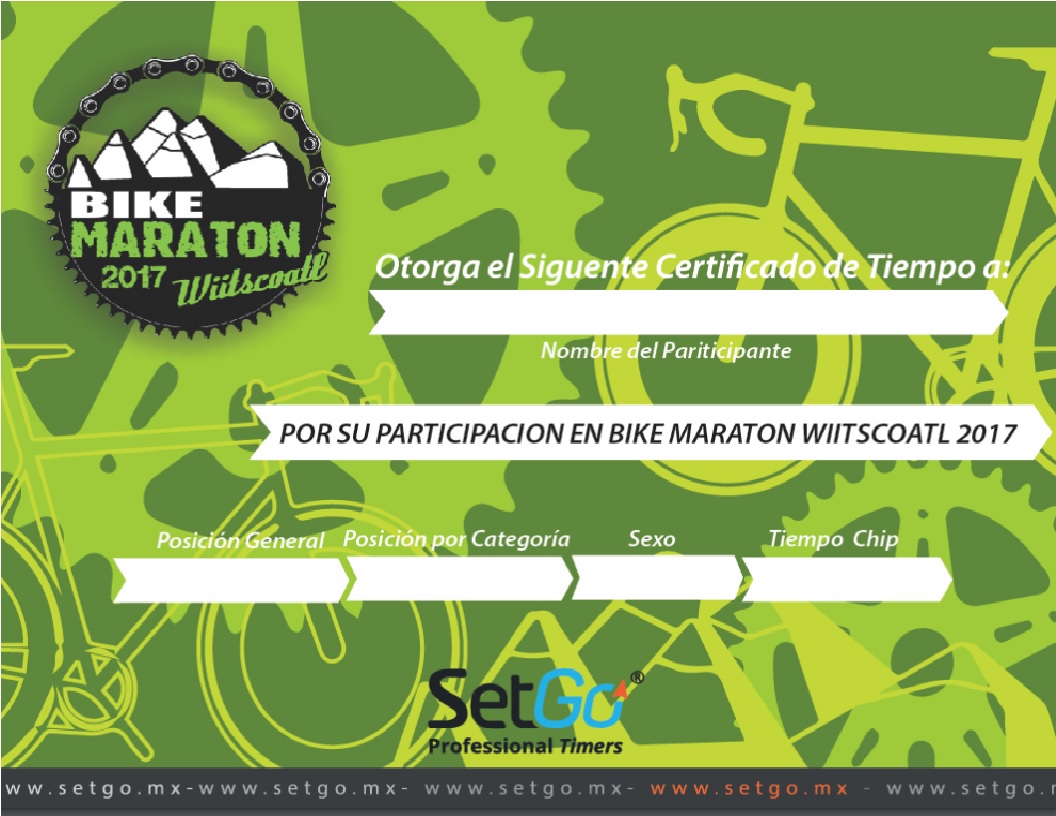 BIKE
MARATON
2017 Wiitscoatl
Otorga el Siguente Certificado de Tiempo a:
Nombre del Pariticipante
POR SU PARTICIPACION EN BIKE MARATON WIITSCOATL 2017
Posición General Posición por Categoría Sexo Tiempo Chip
SetGo®
Professional Timers
ww.setgo.mx-www.setgo.mx- www.setgo.mx- www.setgo.mx - www.setgo.m